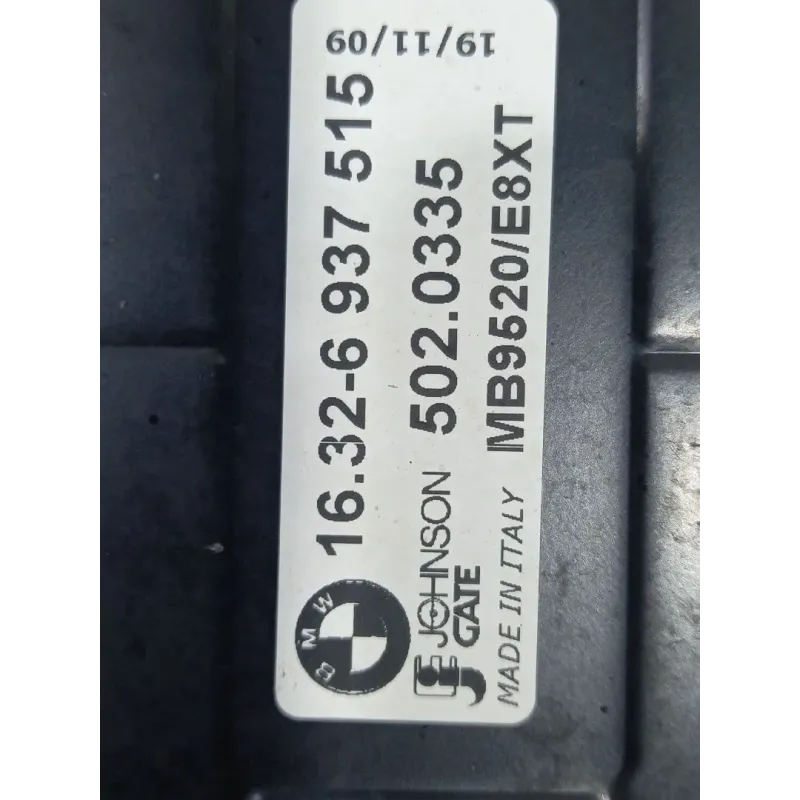 19/11/09
16.32-6 937 515
502.0335
MB9520/E8XT
BMW
JOHNSON
GATE
MADE IN ITALY